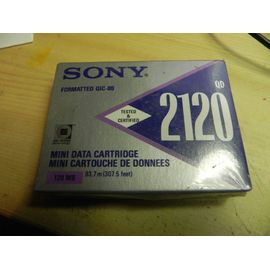 SONY
FORMATTED QIC-80
TESTED
&
CERTIFIED
QD
2120
MINI DATA CARTRIDGE
MINI CARTOUCHE DE DONNEES
120 MB
93.7m (307.5 feet)